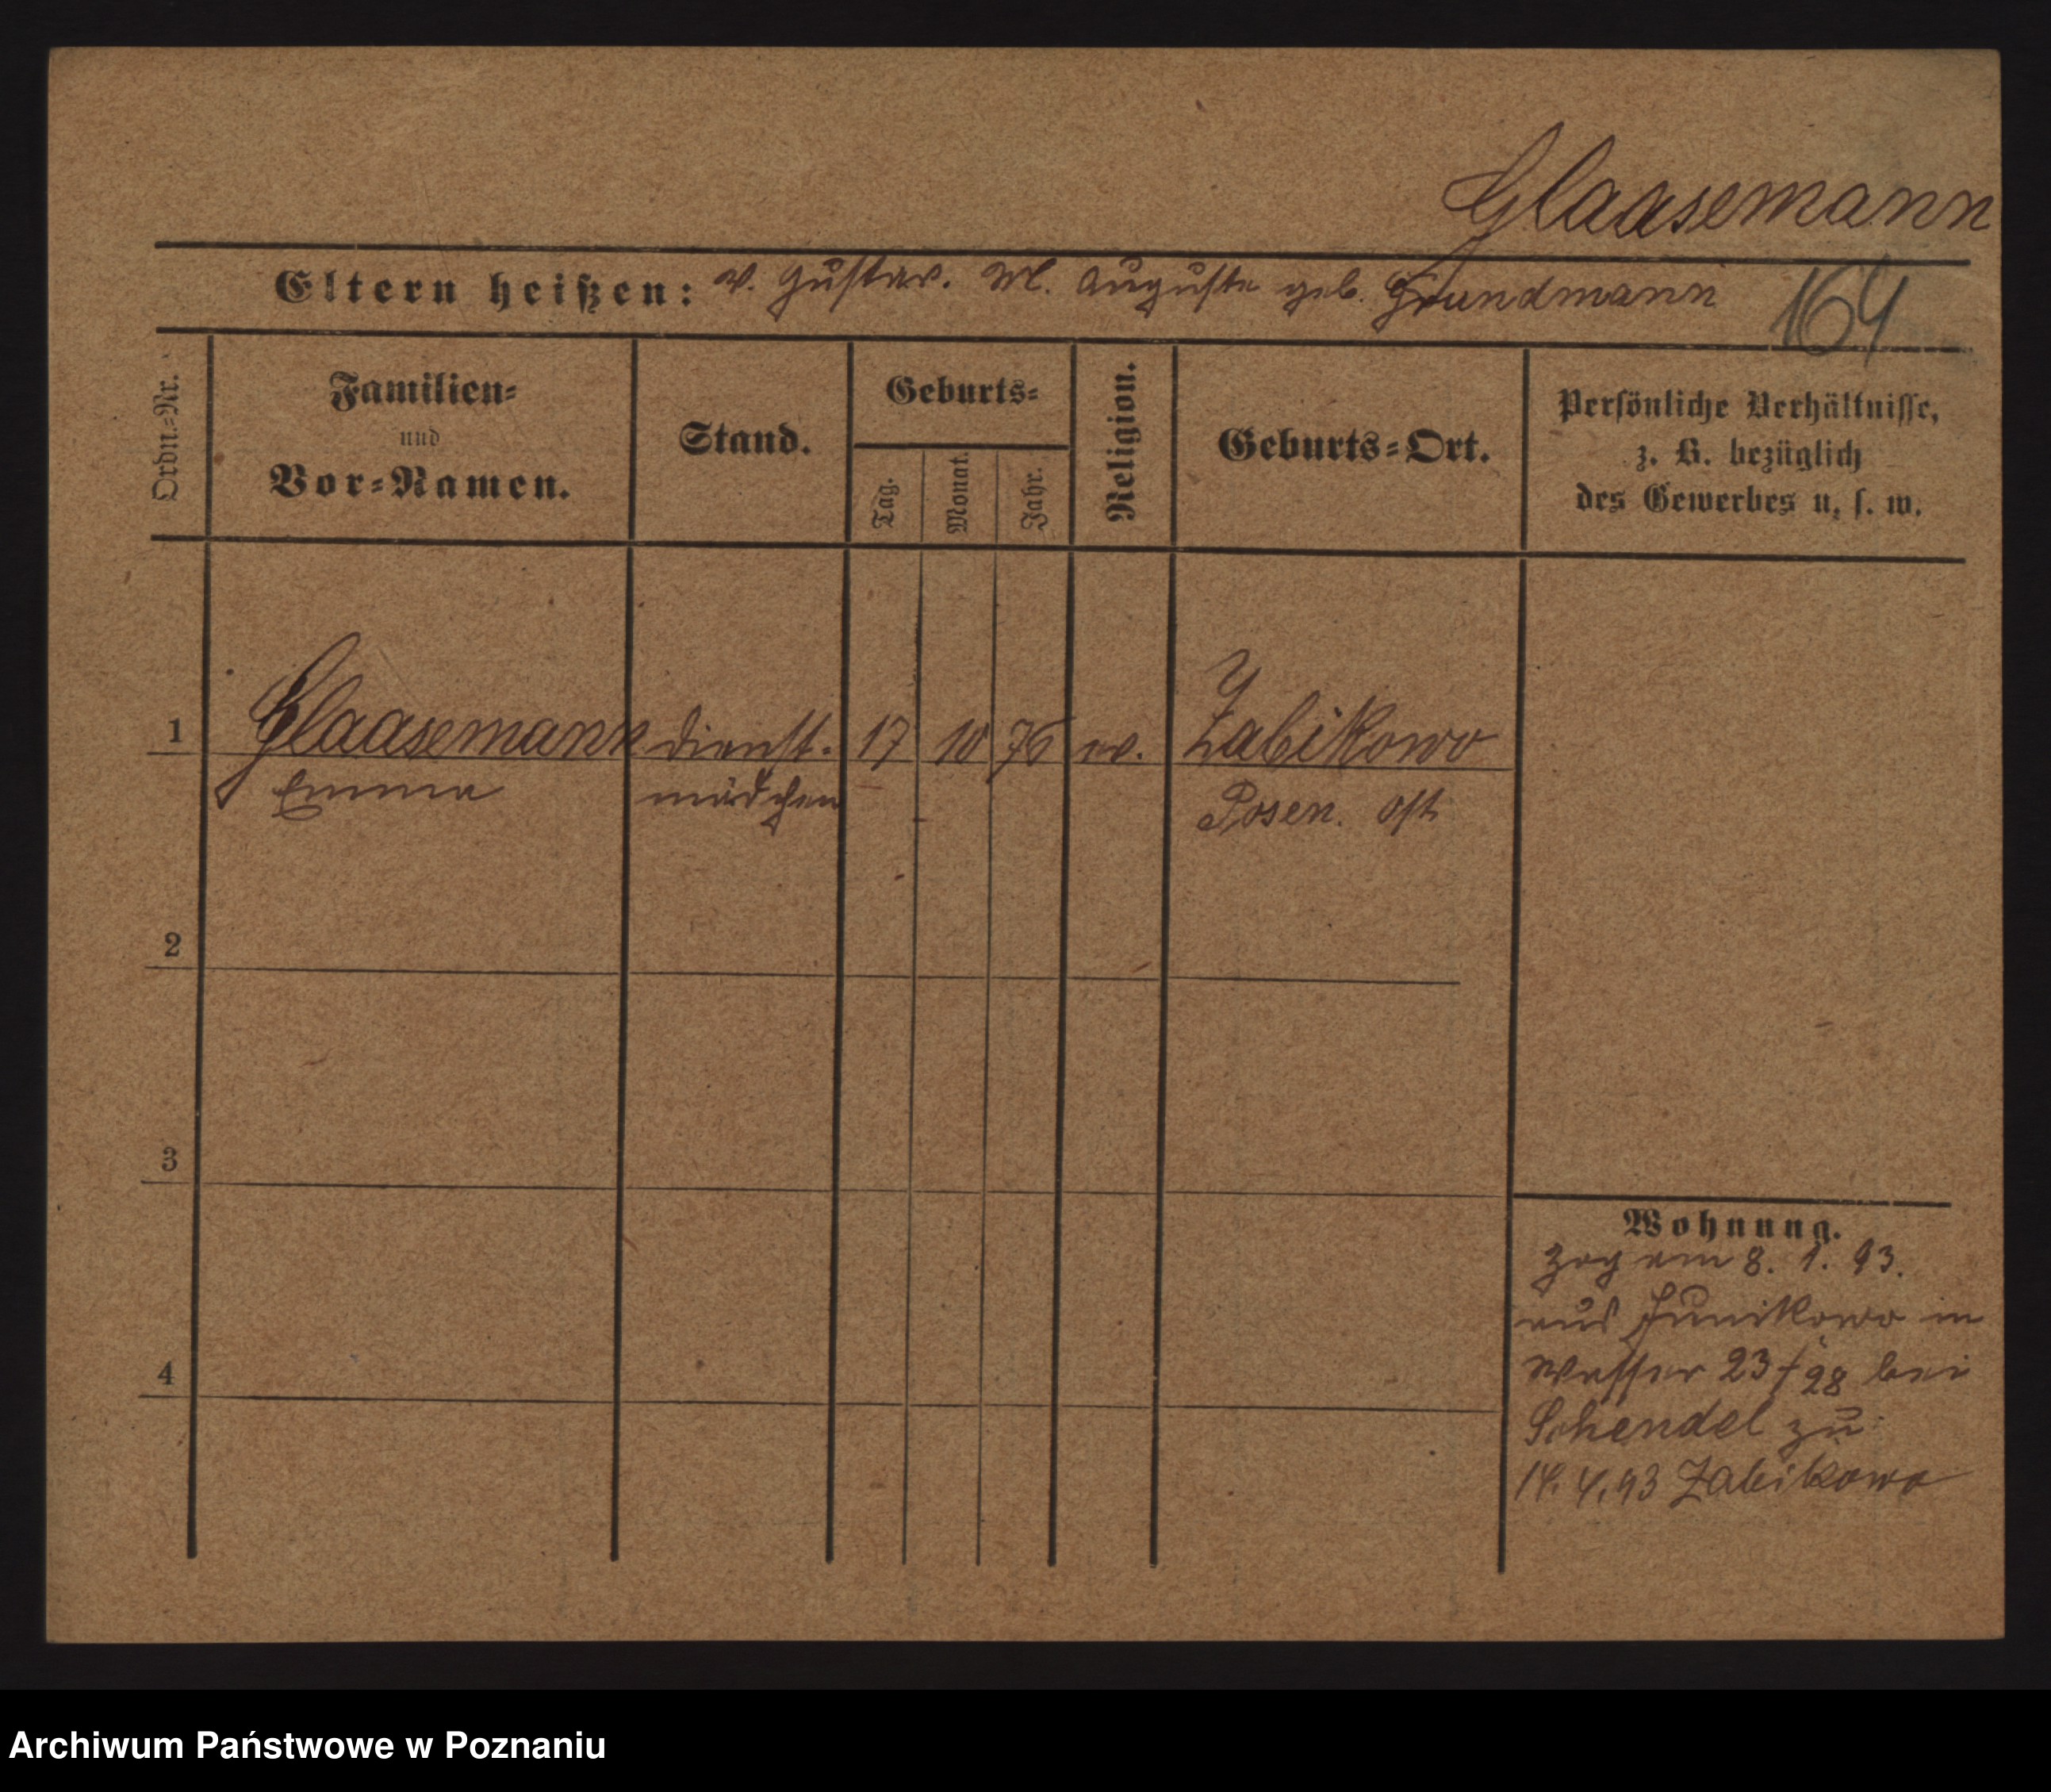 Glaasemann
Eltern heißen: V. Gustav. M. Auguste geb. Grundmann
164
Ordn.-Nr.
Familien-
und
Vor-Namen.
Stand.
Geburts-
Tag.
Monat.
Jahr.
Religion.
Geburts-Ort.
Persönliche Verhältnisse,
z. B. bezüglich
des Gewerbes u. s. w.
1 Glaasemann Dienst- 17 10 76 ev. Zabikowo
Emma mädchen Posen. Ost
2
3
4
Wohnung.
Zog am 8. 1. 93.
aus Junikowo in
Wasser 23/28 bei
Schendel zu
14. 4. 93 Zabikowo
Archiwum Państwowe w Poznaniu